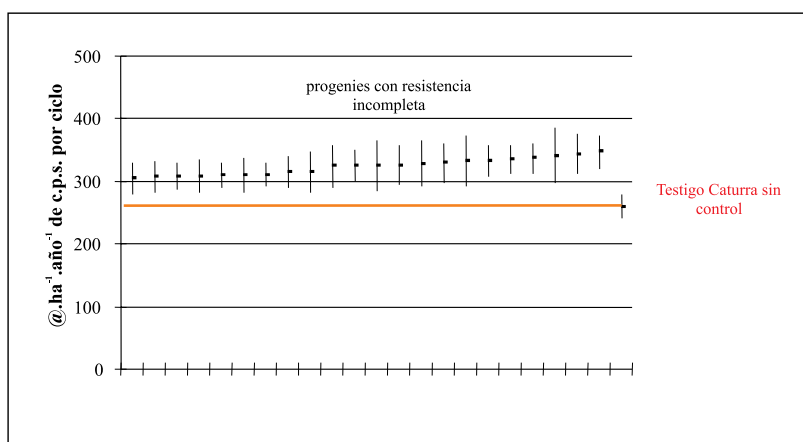 500
400
300
200
100
0
@.ha⁻¹.año⁻¹ de c.p.s. por ciclo
progenies con resistencia
incompleta
Testigo Caturra sin
control